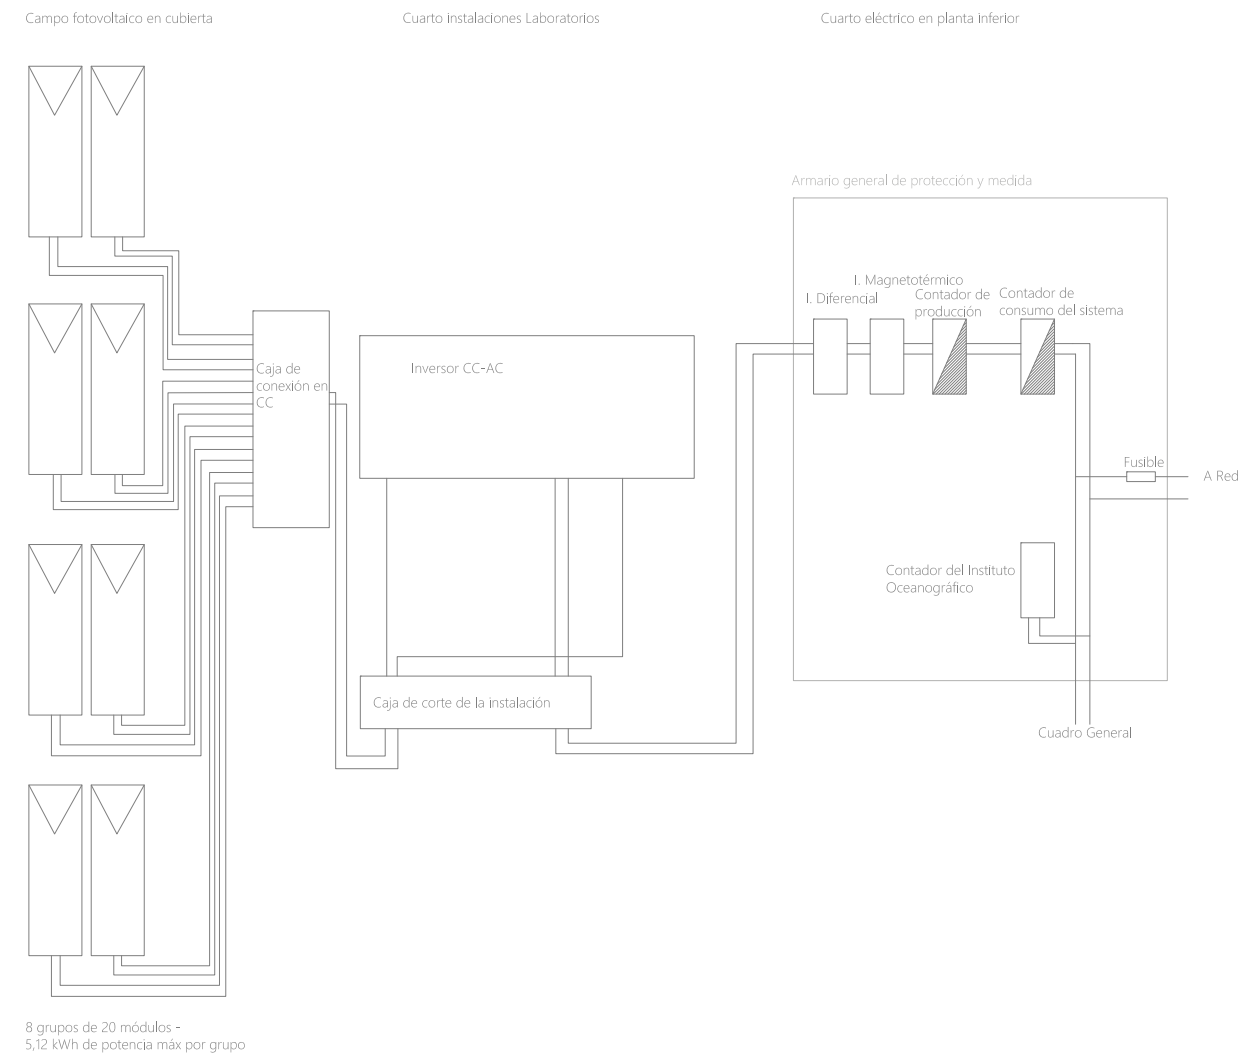 Campo fotovoltaico en cubierta
Cuarto instalaciones Laboratorios
Cuarto eléctrico en planta inferior
Armario general de protección y medida
I. Magnetotérmico
I. Diferencial
Contador de
producción
Contador de
consumo del sistema
Caja de
conexión en
CC
Inversor CC-AC
Fusible
A Red
Contador del Instituto
Oceanográfico
Caja de corte de la instalación
Cuadro General
8 grupos de 20 módulos -
5,12 kWh de potencia máx por grupo